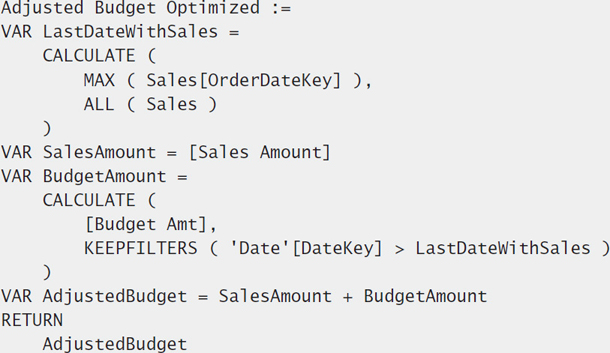 Adjusted Budget Optimized :=
VAR LastDateWithSales =
    CALCULATE (
        MAX ( Sales[OrderDateKey] ),
        ALL ( Sales )
    )
VAR SalesAmount = [Sales Amount]
VAR BudgetAmount =
    CALCULATE (
        [Budget Amt],
        KEEPFILTERS ( 'Date'[DateKey] > LastDateWithSales )
    )
VAR AdjustedBudget = SalesAmount + BudgetAmount
RETURN
    AdjustedBudget